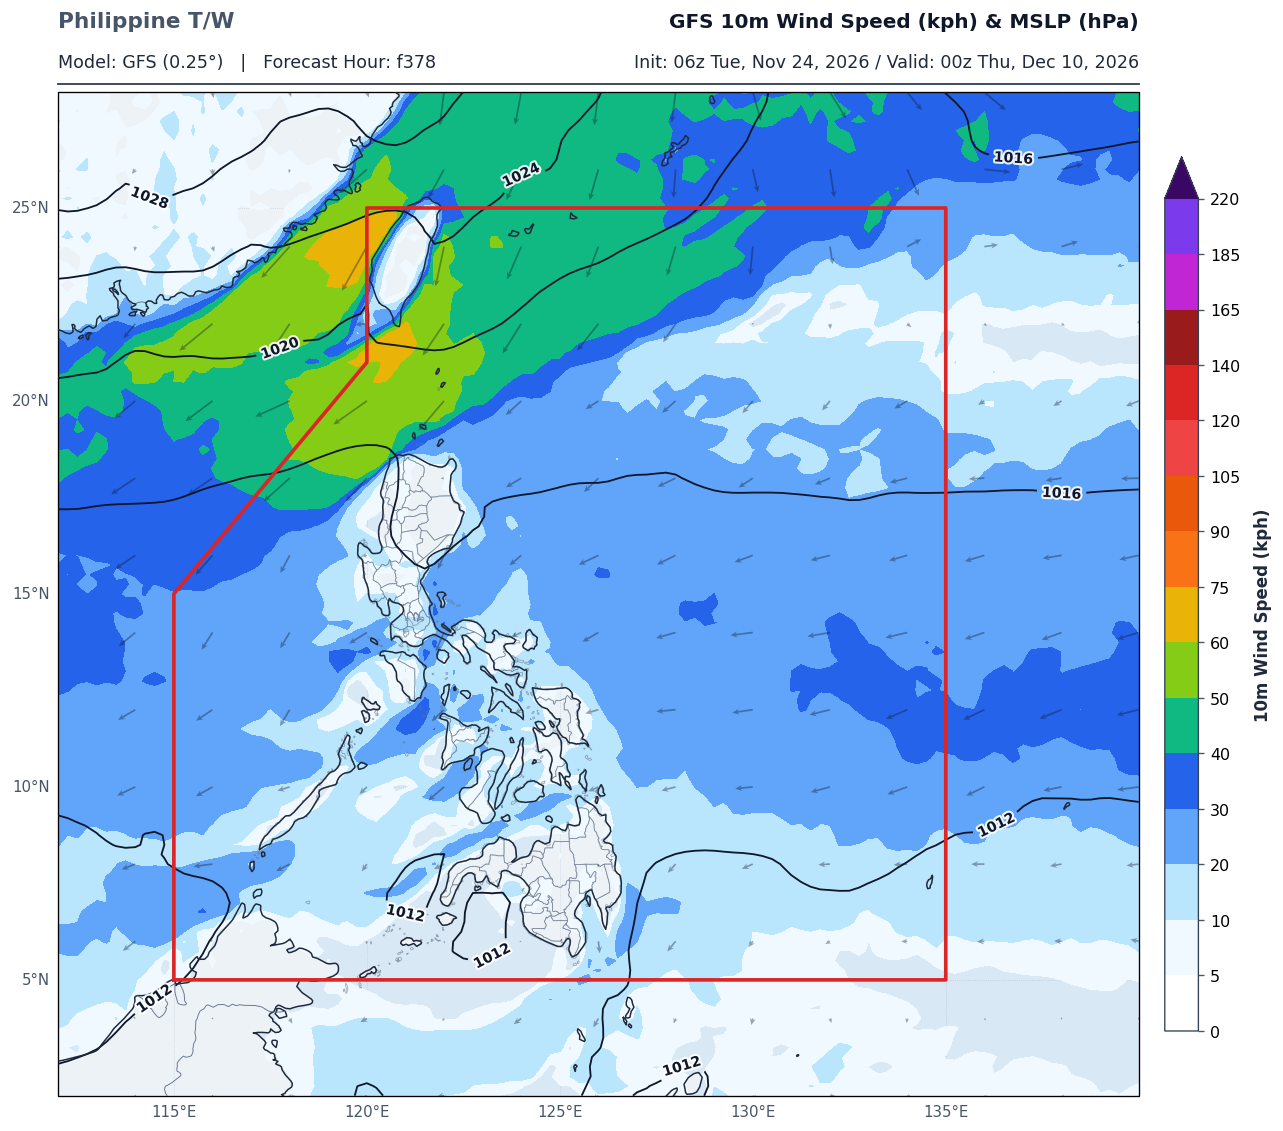 Philippine T/W
GFS 10m Wind Speed (kph) & MSLP (hPa)
Model: GFS (0.25°)   |   Forecast Hour: f378
Init: 06z Tue, Nov 24, 2026 / Valid: 00z Thu, Dec 10, 2026
1016
1024
1028
25°N
1020
20°N
1016
15°N
10°N
1012
1012
1012
5°N
1012
1012
115°E
120°E
125°E
130°E
135°E
220
185
165
140
120
105
90
75
60
50
40
30
20
10
5
0
10m Wind Speed (kph)